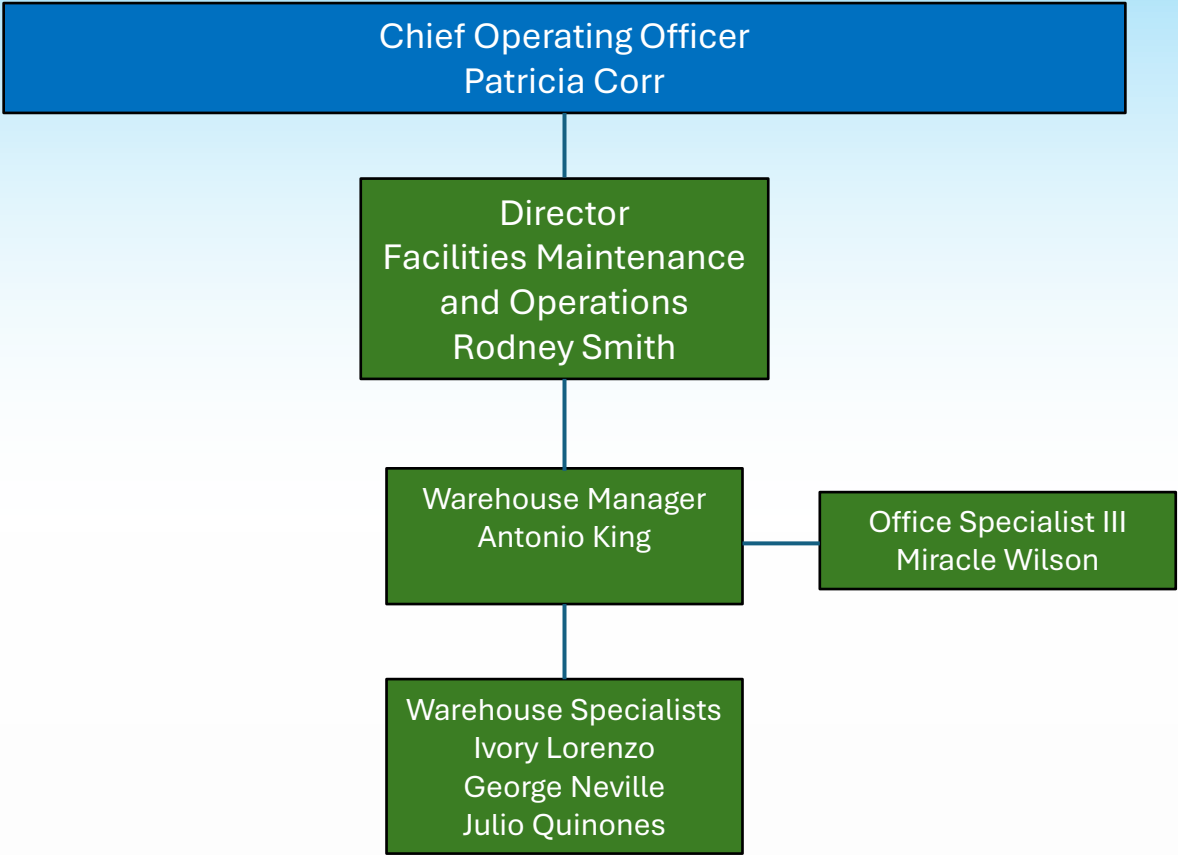 Chief Operating Officer
Patricia Corr
Director
Facilities Maintenance
and Operations
Rodney Smith
Warehouse Manager
Antonio King
Office Specialist III
Miracle Wilson
Warehouse Specialists
Ivory Lorenzo
George Neville
Julio Quinones